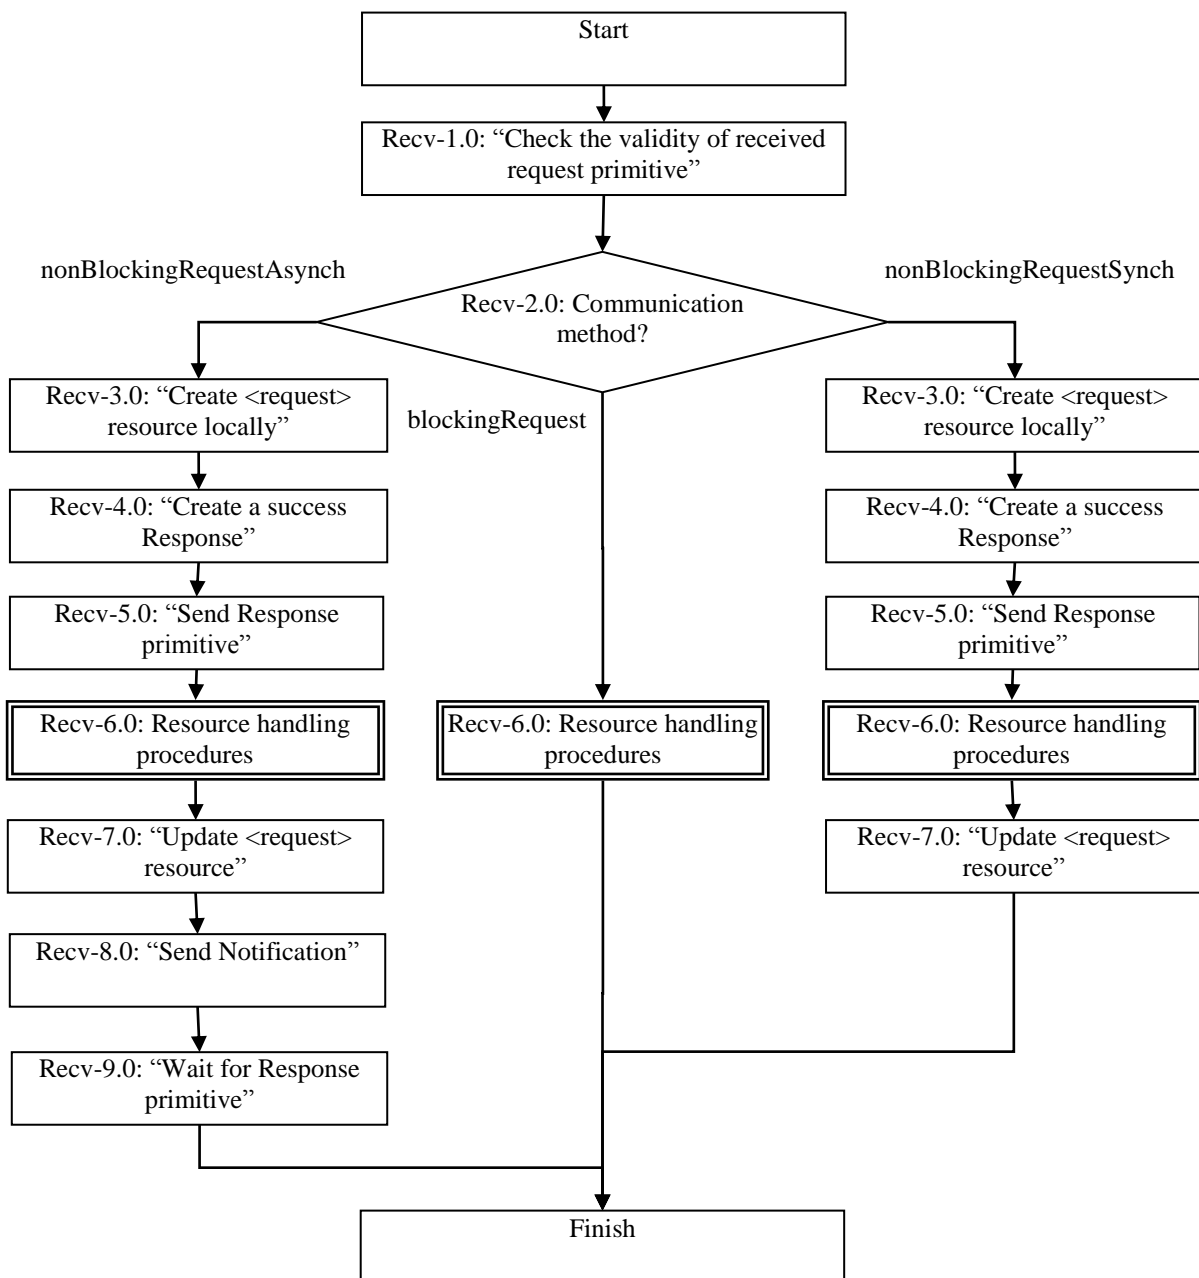 Start
Recv-1.0: “Check the validity of received
request primitive”
nonBlockingRequestAsynch
nonBlockingRequestSynch
Recv-2.0: Communication
method?
blockingRequest
Recv-3.0: “Create <request>
resource locally”
Recv-4.0: “Create a success
Response”
Recv-5.0: “Send Response
primitive”
Recv-6.0: Resource handling
procedures
Recv-7.0: “Update <request>
resource”
Recv-8.0: “Send Notification”
Recv-9.0: “Wait for Response
primitive”
Recv-6.0: Resource handling
procedures
Recv-3.0: “Create <request>
resource locally”
Recv-4.0: “Create a success
Response”
Recv-5.0: “Send Response
primitive”
Recv-6.0: Resource handling
procedures
Recv-7.0: “Update <request>
resource”
Finish